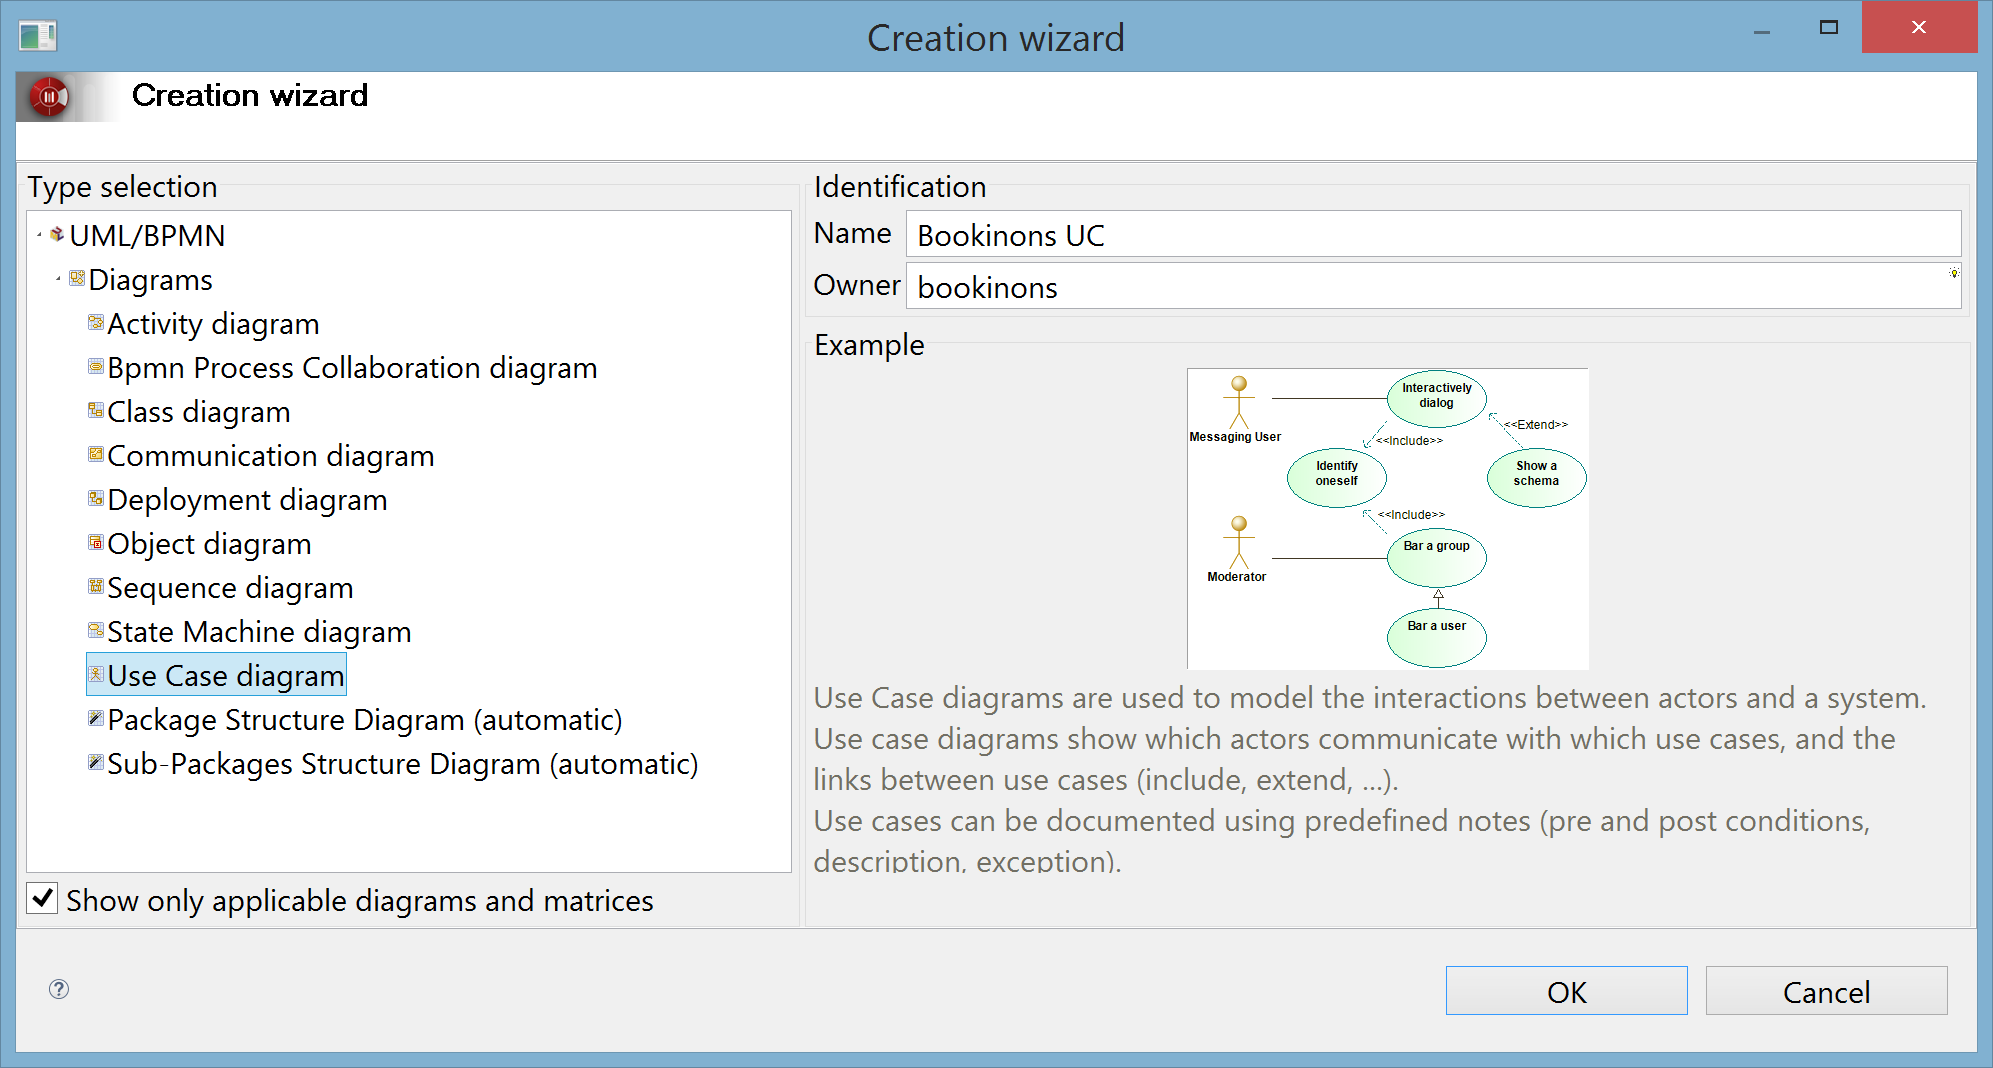 Creation wizard
Creation wizard
Type selection
UML/BPMN
Diagrams
Activity diagram
Bpmn Process Collaboration diagram
Class diagram
Communication diagram
Deployment diagram
Object diagram
Sequence diagram
State Machine diagram
Use Case diagram
Package Structure Diagram (automatic)
Sub-Packages Structure Diagram (automatic)
Show only applicable diagrams and matrices
Identification
Name Bookinons UC
Owner bookinons
Example
Interactively
dialog
Messaging User
<<Include>>
<<Extend>>
Identify
oneself
Show a
schema
<<Include>>
Bar a group
Moderator
Bar a user
Use Case diagrams are used to model the interactions between actors and a system.
Use case diagrams show which actors communicate with which use cases, and the
links between use cases (include, extend, ...).
Use cases can be documented using predefined notes (pre and post conditions,
description, exception).
OK
Cancel